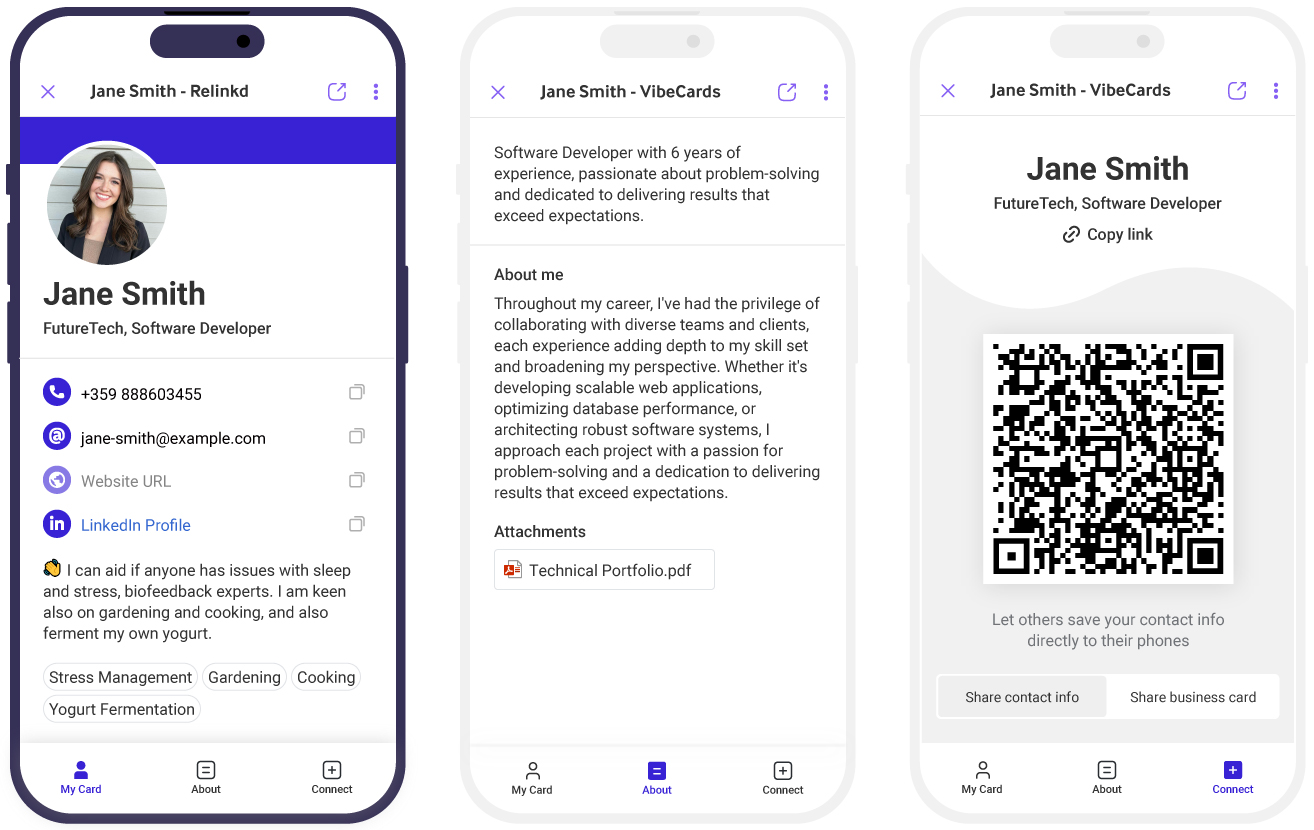 Jane Smith - Relinkd
Jane Smith
FutureTech, Software Developer
+359 888603455
jane-smith@example.com
Website URL
in LinkedIn Profile
I can aid if anyone has issues with sleep
and stress, biofeedback experts. I am keen
also on gardening and cooking, and also
ferment my own yogurt.
Stress Management Gardening Cooking
Yogurt Fermentation
My Card About Connect
Jane Smith - VibeCards
Software Developer with 6 years of
experience, passionate about problem-solving
and dedicated to delivering results that
exceed expectations.
About me
Throughout my career, I've had the privilege of
collaborating with diverse teams and clients,
each experience adding depth to my skill set
and broadening my perspective. Whether it's
developing scalable web applications,
optimizing database performance, or
architecting robust software systems, I
approach each project with a passion for
problem-solving and a dedication to delivering
results that exceed expectations.
Attachments
Technical Portfolio.pdf
My Card About Connect
Jane Smith - VibeCards
Jane Smith
FutureTech, Software Developer
Copy link
Let others save your contact info
directly to their phones
Share contact info Share business card
My Card About Connect